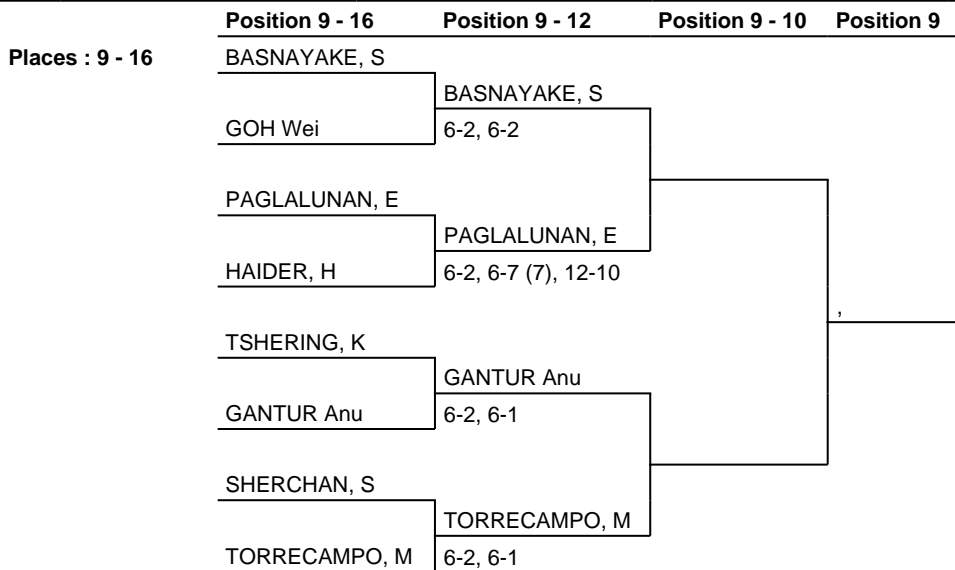 Position 9 - 16 Position 9 - 12 Position 9 - 10 Position 9
Places : 9 - 16 BASNAYAKE, S
BASNAYAKE, S
GOH Wei 6-2, 6-2
PAGLALUNAN, E
PAGLALUNAN, E
HAIDER, H 6-2, 6-7 (7), 12-10
,
TSHERING, K
GANTUR Anu
GANTUR Anu 6-2, 6-1
SHERCHAN, S
TORRECAMPO, M
TORRECAMPO, M 6-2, 6-1